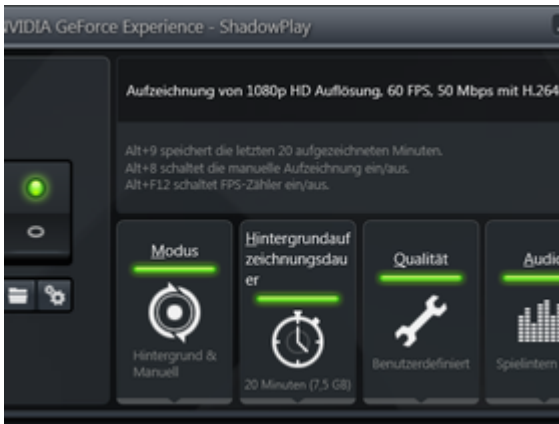 NVIDIA GeForce Experience - ShadowPlay
Aufzeichnung von 1080p HD Auflösung, 60 FPS, 50 Mbps mit H.264
Alt+9 speichert die letzten 20 aufgezeichneten Minuten.
Alt+8 schaltet die manuelle Aufzeichnung ein/aus.
Alt+F12 schaltet FPS-Zähler ein/aus.
Modus
Hintergrund &
Manuell
Hintergrundauf
zeichnungsdau
er
20 Minuten (7,5 GB)
Qualität
Benutzerdefiniert
Audio
Spielintern